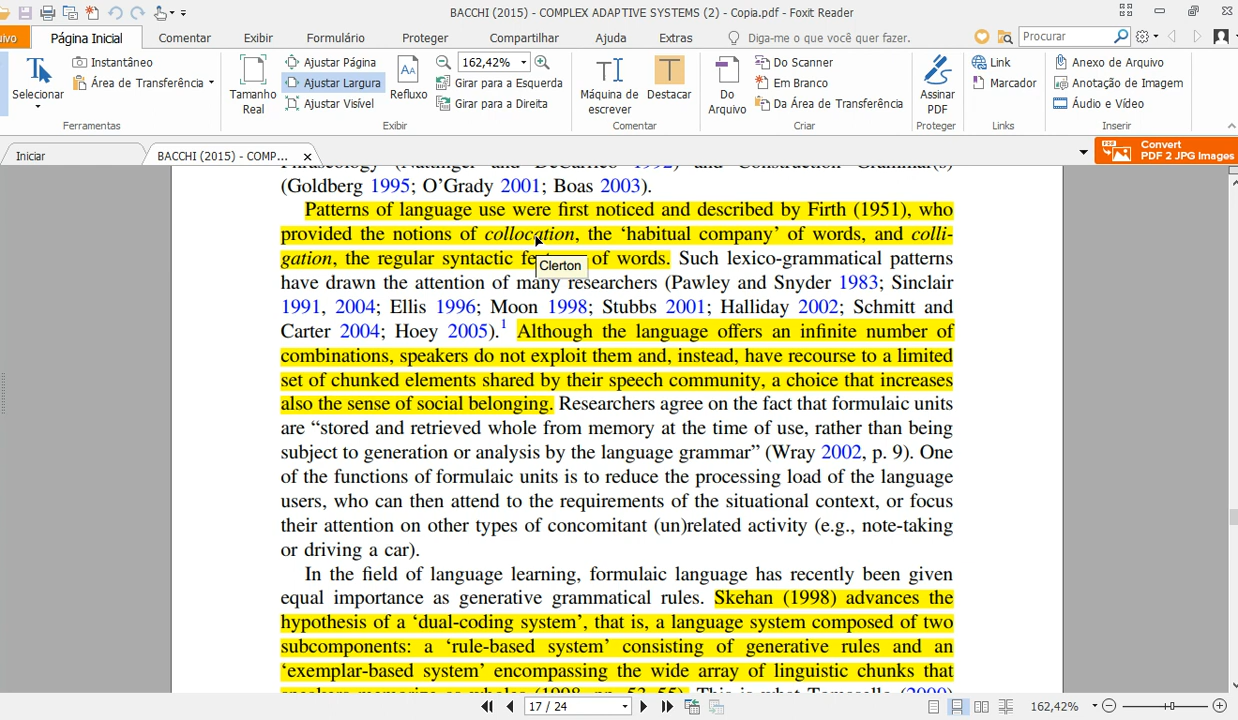 BACCHI (2015) - COMPLEX ADAPTIVE SYSTEMS (2) - Copia.pdf - Foxit Reader
ivo Página Inicial Comentar Exibir Formulário Proteger Compartilhar Ajuda Extras Diga-me o que você quer fazer. Procurar
Selecionar
Instantâneo
Área de Transferência
Ferramentas
Tamanho
Real
Ajustar Página
Ajustar Largura
Ajustar Visível
Refluxo
162,42%
Girar para a Esquerda
Girar para a Direita
Exibir
Máquina de
escrever
Destacar
Comentar
Do
Arquivo
Do Scanner
Em Branco
Da Área de Transferência
Criar
Assinar
PDF
Proteger
Link
Marcador
Links
Anexo de Arquivo
Anotação de Imagem
Áudio e Vídeo
Inserir
Iniciar
BACCHI (2015) - COMP...
Convert
PDF 2 JPG Images
(Goldberg 1995; O’Grady 2001; Boas 2003).
Patterns of language use were first noticed and described by Firth (1951), who
provided the notions of collocation, the ‘habitual company’ of words, and colli-
gation, the regular syntactic of words. Such lexico-grammatical patterns
Clerton
have drawn the attention of many researchers (Pawley and Snyder 1983; Sinclair
1991, 2004; Ellis 1996; Moon 1998; Stubbs 2001; Halliday 2002; Schmitt and
Carter 2004; Hoey 2005).1 Although the language offers an infinite number of
combinations, speakers do not exploit them and, instead, have recourse to a limited
set of chunked elements shared by their speech community, a choice that increases
also the sense of social belonging. Researchers agree on the fact that formulaic units
are “stored and retrieved whole from memory at the time of use, rather than being
subject to generation or analysis by the language grammar” (Wray 2002, p. 9). One
of the functions of formulaic units is to reduce the processing load of the language
users, who can then attend to the requirements of the situational context, or focus
their attention on other types of concomitant (un)related activity (e.g., note-taking
or driving a car).
In the field of language learning, formulaic language has recently been given
equal importance as generative grammatical rules. Skehan (1998) advances the
hypothesis of a ‘dual-coding system’, that is, a language system composed of two
subcomponents: a ‘rule-based system’ consisting of generative rules and an
‘exemplar-based system’ encompassing the wide array of linguistic chunks that
17 / 24
162,42%